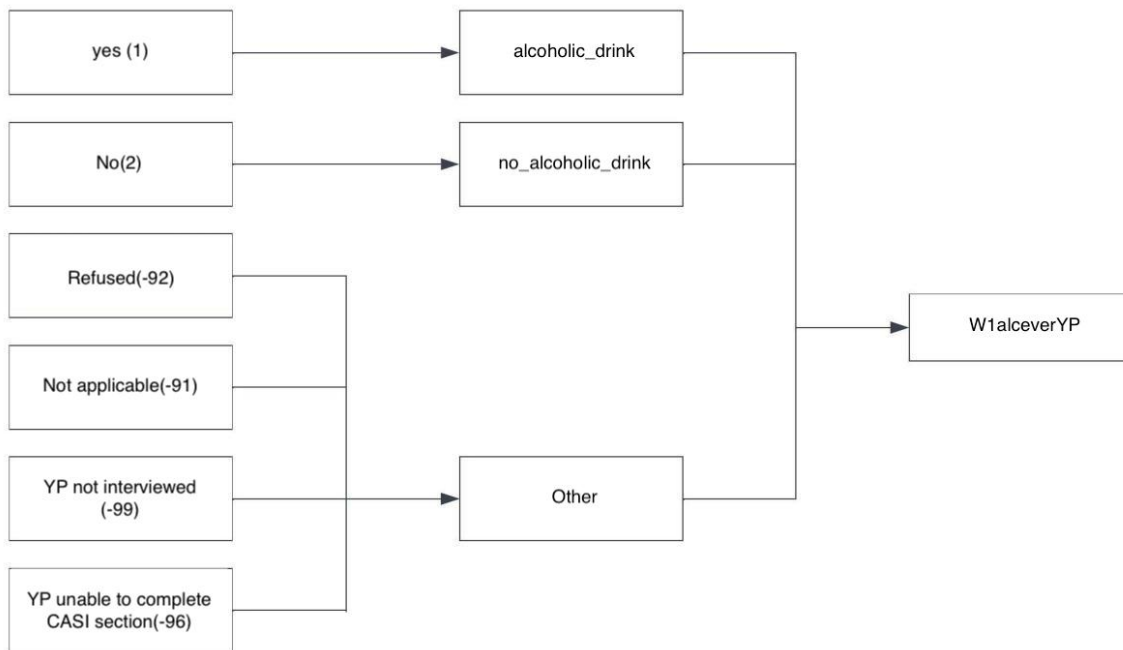 yes (1)
alcoholic_drink
No(2)
no_alcoholic_drink
Refused(-92)
W1alceverYP
Not applicable(-91)
YP not interviewed
(-99)
Other
YP unable to complete
CASI section(-96)